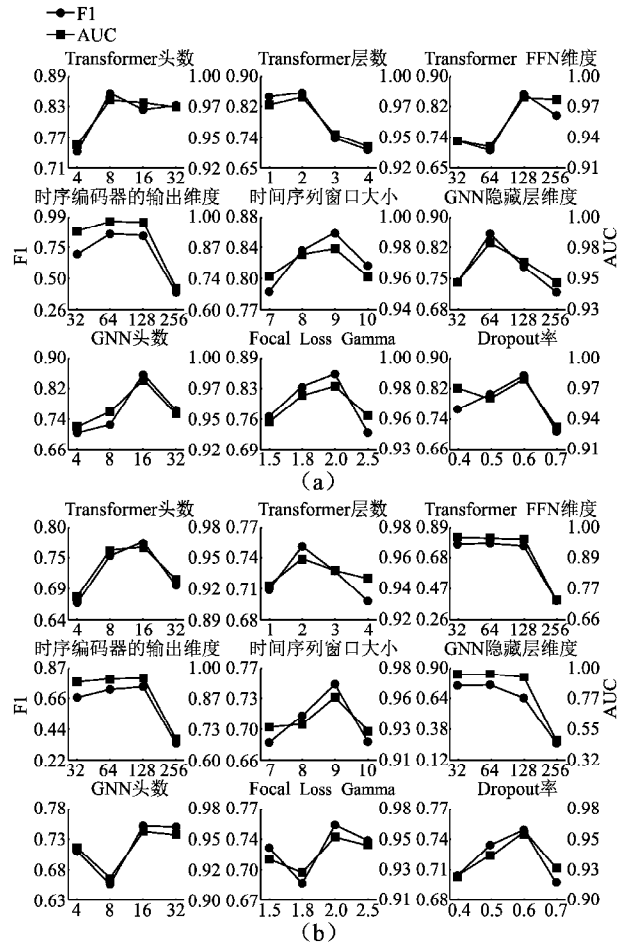 F1
AUC
Transformer头数 Transformer层数 Transformer FFN维度
0.89 1.00 0.90 1.00 0.90 1.00
0.83 0.97 0.82 0.97 0.82 0.97
0.77 0.95 0.74 0.95 0.74 0.94
0.71 0.92 0.65 0.92 0.66 0.91
4 8 16 32 1 2 3 4 32 64 128 256
时序编码器的输出维度 时间序列窗口大小 GNN隐藏层维度
0.99 1.00 0.88 1.00 0.90 1.00
0.75 0.87 0.84 0.98 0.82 0.98
0.50 0.74 0.80 0.96 0.74 0.95
0.26 0.60 0.77 0.94 0.66 0.93
F1 AUC
32 64 128 256 7 8 9 10 32 64 128 256
GNN头数 Focal Loss Gamma Dropout率
0.90 1.00 0.89 1.00 0.90 1.00
0.82 0.97 0.83 0.98 0.82 0.97
0.74 0.95 0.76 0.96 0.74 0.94
0.66 0.92 0.69 0.93 0.66 0.91
4 8 16 32 1.5 1.8 2.0 2.5 0.4 0.5 0.6 0.7
(a)
Transformer头数 Transformer层数 Transformer FFN维度
0.80 0.98 0.77 0.98 0.89 1.00
0.75 0.95 0.74 0.96 0.68 0.89
0.69 0.92 0.71 0.94 0.47 0.77
0.64 0.89 0.68 0.92 0.26 0.66
4 8 16 32 1 2 3 4 32 64 128 256
时序编码器的输出维度 时间序列窗口大小 GNN隐藏层维度
0.87 1.00 0.77 0.98 0.90 1.00
0.66 0.82 0.73 0.96 0.64 0.77
0.44 0.64 0.70 0.93 0.38 0.55
0.22 0.46 0.66 0.91 0.12 0.32
F1 AUC
32 64 128 256 7 8 9 10 32 64 128 256
GNN头数 Focal Loss Gamma Dropout率
0.78 0.98 0.77 0.98 0.77 0.98
0.73 0.95 0.70 0.95 0.74 0.95
0.68 0.92 0.70 0.93 0.71 0.93
0.63 0.90 0.67 0.91 0.68 0.90
4 8 16 32 1.5 1.8 2.0 2.5 0.4 0.5 0.6 0.7
(b)